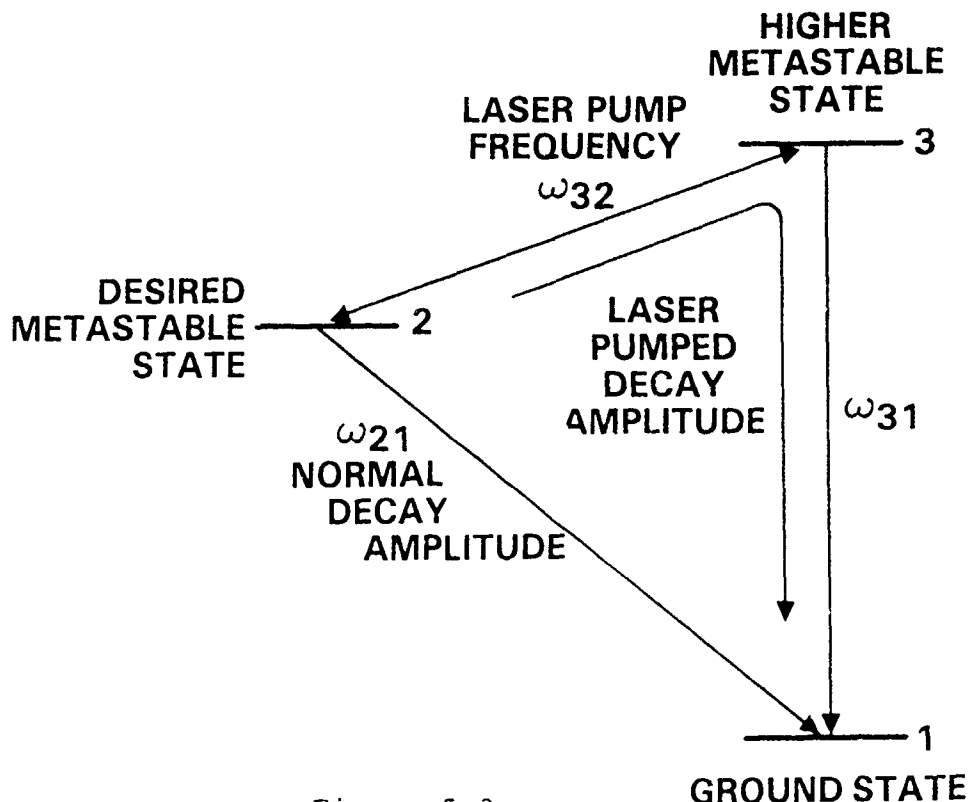 HIGHER
METASTABLE
STATE
3
LASER PUMP
FREQUENCY
ω32
DESIRED
METASTABLE
STATE
2
LASER
PUMPED
DECAY
AMPLITUDE
ω31
ω21
NORMAL
DECAY
AMPLITUDE
1
GROUND STATE